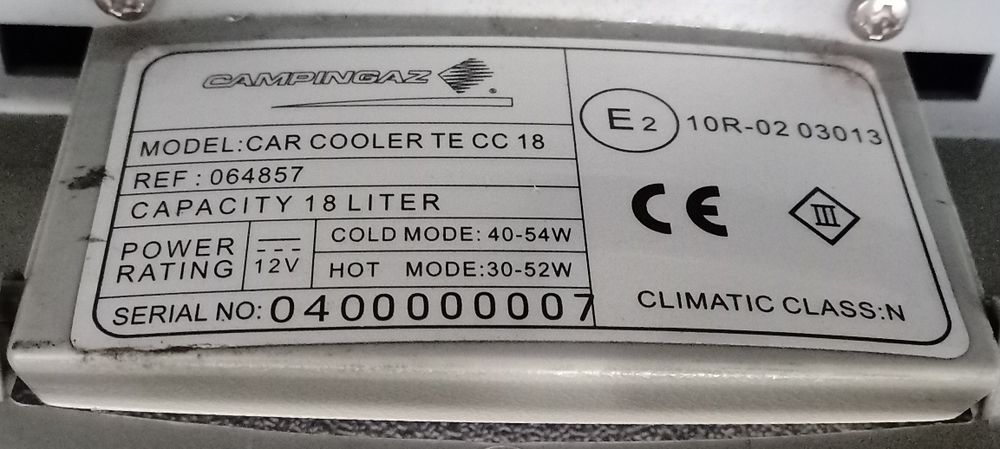 CAMPINGAZ
MODEL:CAR COOLER TE CC 18
REF : 064857
CAPACITY 18 LITER
POWER RATING
12V
COLD MODE: 40-54W
HOT MODE:30-52W
SERIAL NO: 0400000007
E2
10R-02 03013
CE
III
CLIMATIC CLASS:N